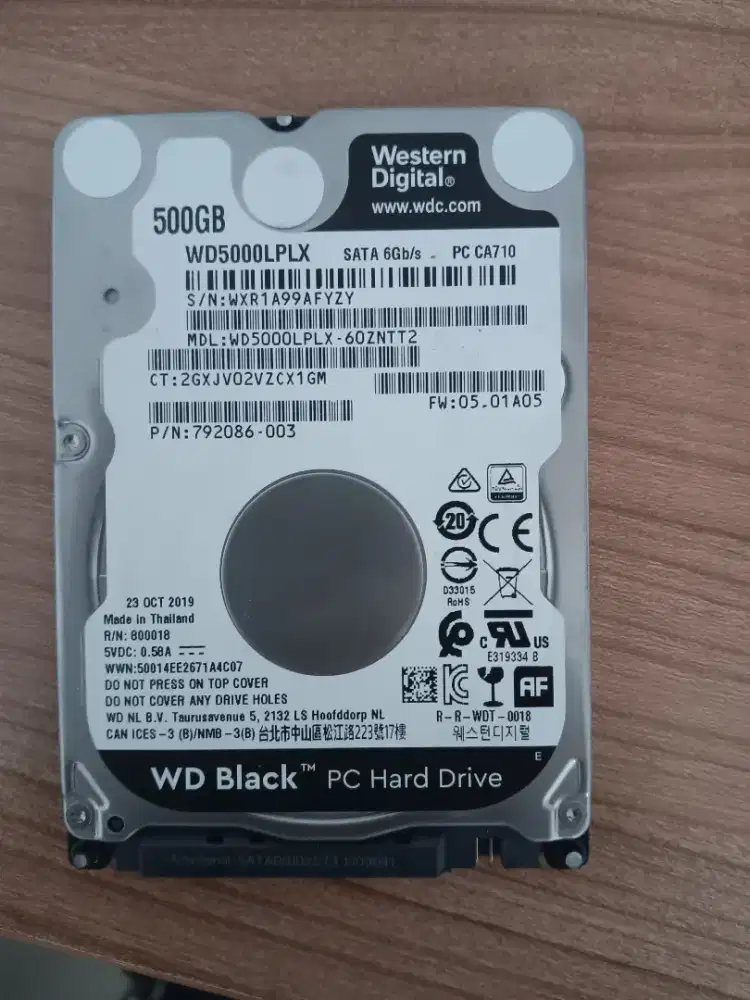 Western
Digital®
www.wdc.com
500GB
WD5000LPLX SATA 6Gb/s PC CA710
S/N:WXR1A99AFYZY
MDL:WD5000LPLX-60ZNTT2
CT:2GXJV02VZCX1GM
FW:05.01A05
P/N:792086-003
20
CE
D33015
RoHS
23 OCT 2019
Made in Thailand
R/N: 800018
5VDC: 0.58A
WWN:50014EE2671A4C07
DO NOT PRESS ON TOP COVER
DO NOT COVER ANY DRIVE HOLES
WD NL B.V. Taurusavenue 5, 2132 LS Hoofddorp NL
CAN ICES-3 (B)/NMB-3(B) 台北市中山區松江路223號17樓
c RU US
E319334 B
AF
R-R-WDT-0018
웨스턴디지털
E
WD Black™ PC Hard Drive